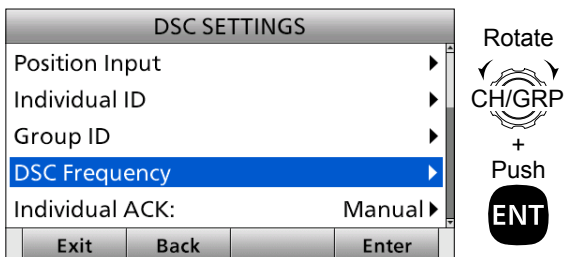 DSC SETTINGS
Position Input
Individual ID
Group ID
DSC Frequency
Individual ACK: Manual
Exit Back Enter
Rotate
CH/GRP
+
Push
ENT